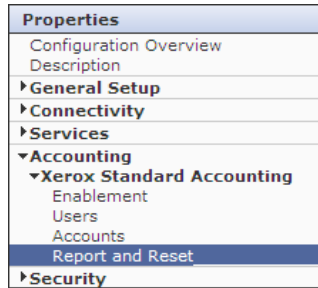 Properties
Configuration Overview
Description
General Setup
Connectivity
Services
Accounting
Xerox Standard Accounting
Enablement
Users
Accounts
Report and Reset
Security